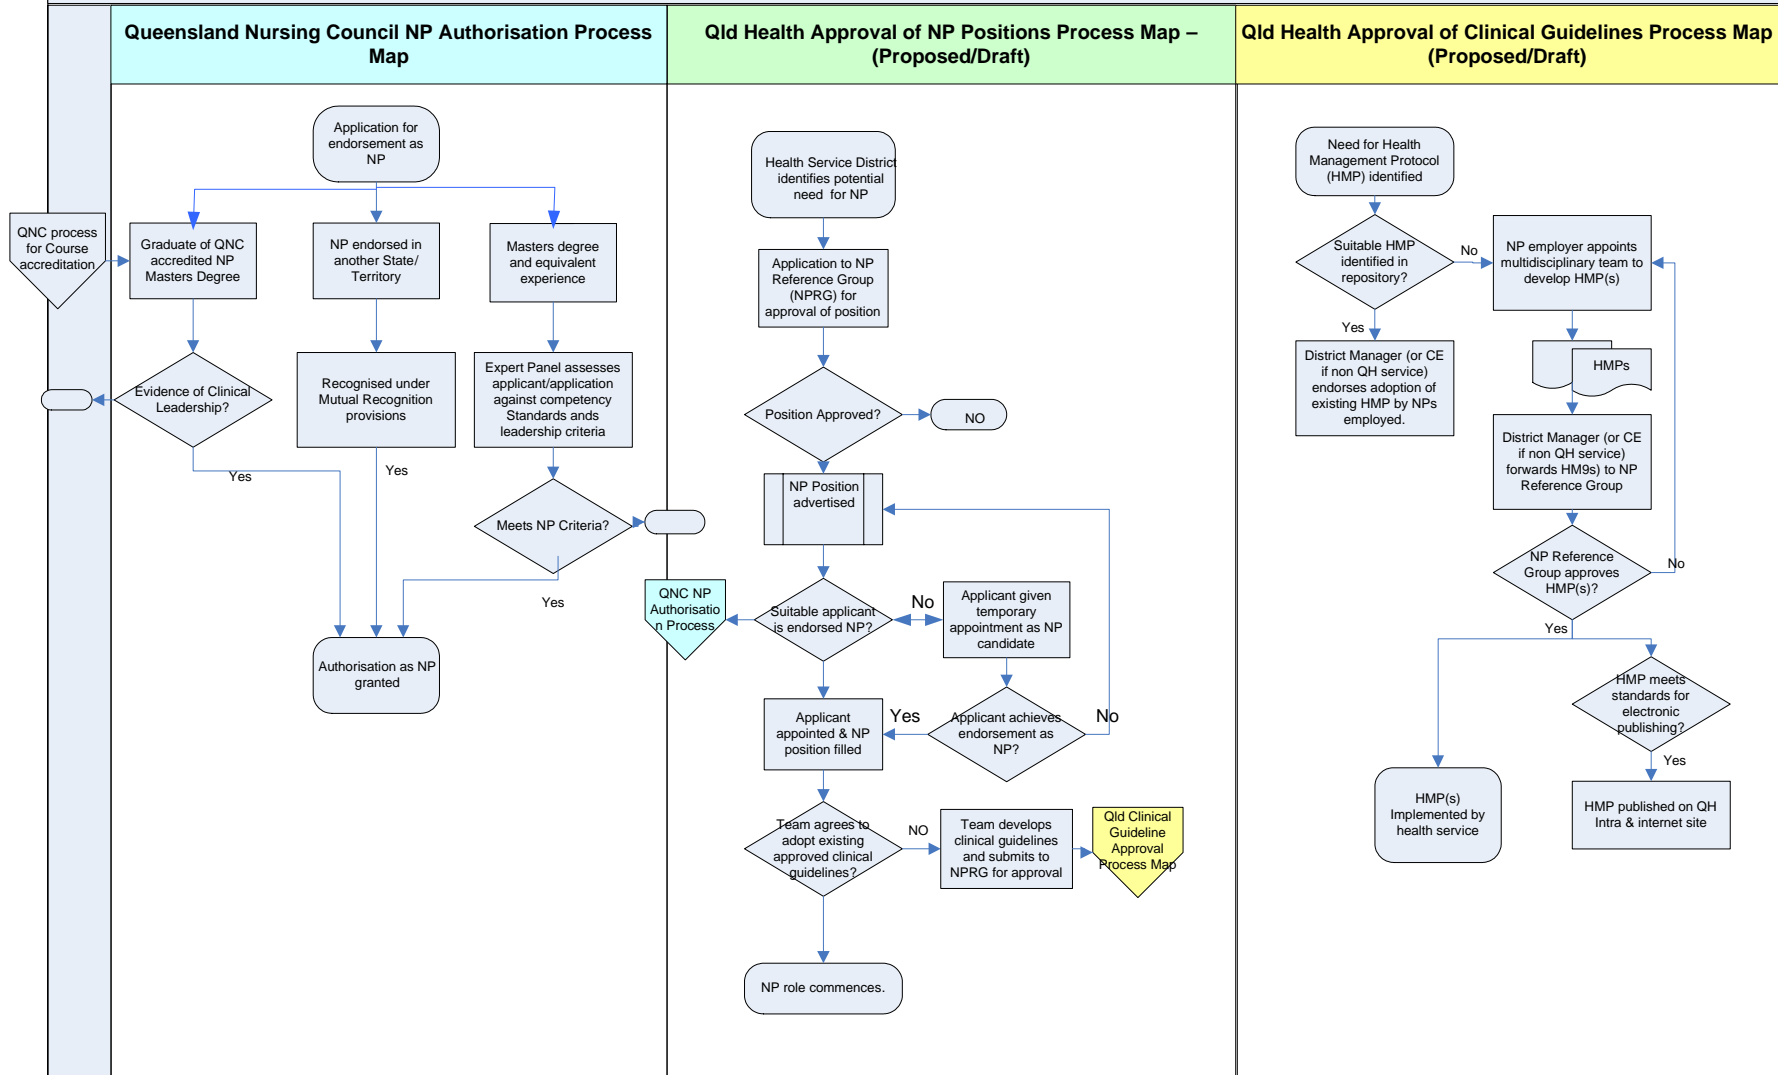 Queensland Nursing Council NP Authorisation Process
Map
Qld Health Approval of NP Positions Process Map –
(Proposed/Draft)
Qld Health Approval of Clinical Guidelines Process Map
(Proposed/Draft)
Application for
endorsement as
NP
QNC process
for Course
accreditation
Graduate of QNC
accredited NP
Masters Degree
NP endorsed in
another State/
Territory
Masters degree
and equivalent
experience
Evidence of Clinical
Leadership?
Recognised under
Mutual Recognition
provisions
Expert Panel assesses
applicant/application
against competency
Standards ands
leadership criteria
Yes
Yes
Meets NP Criteria?
Yes
Authorisation as NP
granted
Health Service District
identifies potential
need for NP
Application to NP
Reference Group
(NPRG) for
approval of position
Position Approved?
NO
NP Position
advertised
QNC NP
Authorisatio
n Process
Suitable applicant
is endorsed NP?
No
Applicant given
temporary
appointment as NP
candidate
Applicant
appointed & NP
position filled
Yes
Applicant achieves
endorsement as
NP?
No
Team agrees to
adopt existing
approved clinical
guidelines?
NO
Team develops
clinical guidelines
and submits to
NPRG for approval
Qld Clinical
Guideline
Approval
Process Map
NP role commences.
Need for Health
Management Protocol
(HMP) identified
Suitable HMP
identified in
repository?
No
NP employer appoints
multidisciplinary team to
develop HMP(s)
Yes
District Manager (or CE
if non QH service)
endorses adoption of
existing HMP by NPs
employed.
HMPs
District Manager (or CE
if non QH service)
forwards HM9s) to NP
Reference Group
NP Reference
Group approves
HMP(s)?
No
Yes
HMP meets
standards for
electronic
publishing?
Yes
HMP(s)
Implemented by
health service
HMP published on QH
Intra & internet site